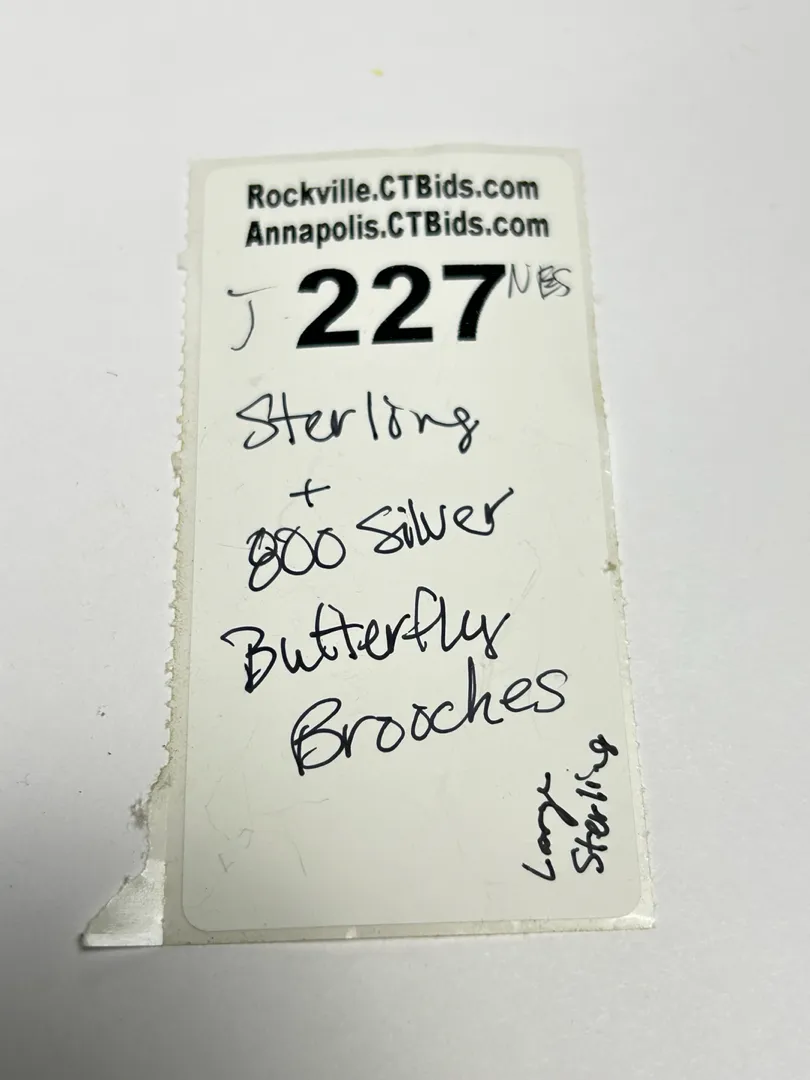 Rockville.CTBids.com
Annapolis.CTBids.com
J 227 NES
Sterling
+
800 Silver
Butterfly
Brooches
Large
Sterling